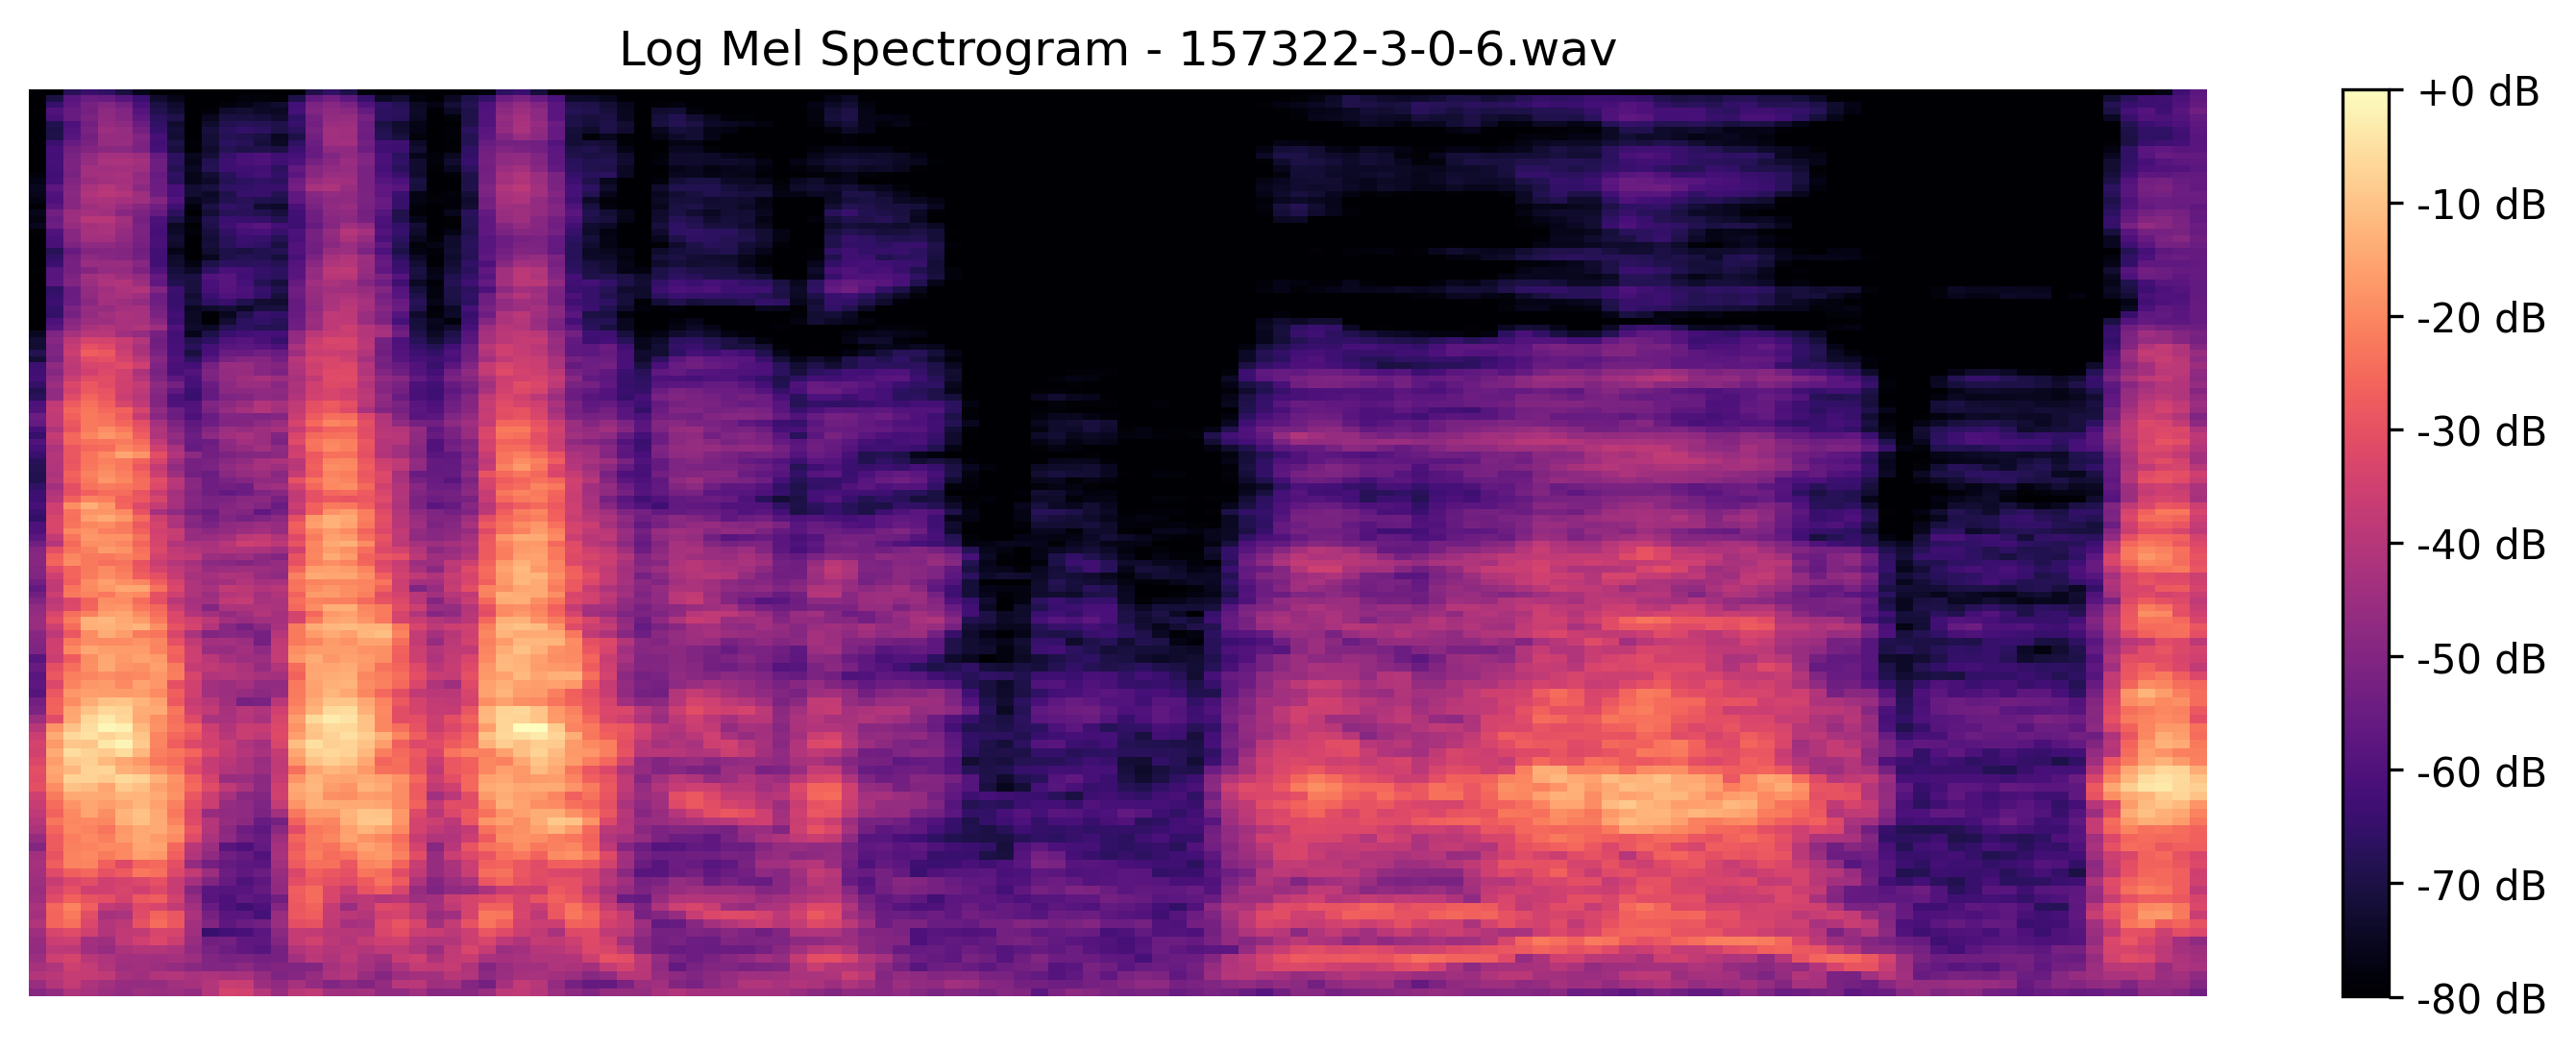 Log Mel Spectrogram - 157322-3-0-6.wav
+0 dB
-10 dB
-20 dB
-30 dB
-40 dB
-50 dB
-60 dB
-70 dB
-80 dB